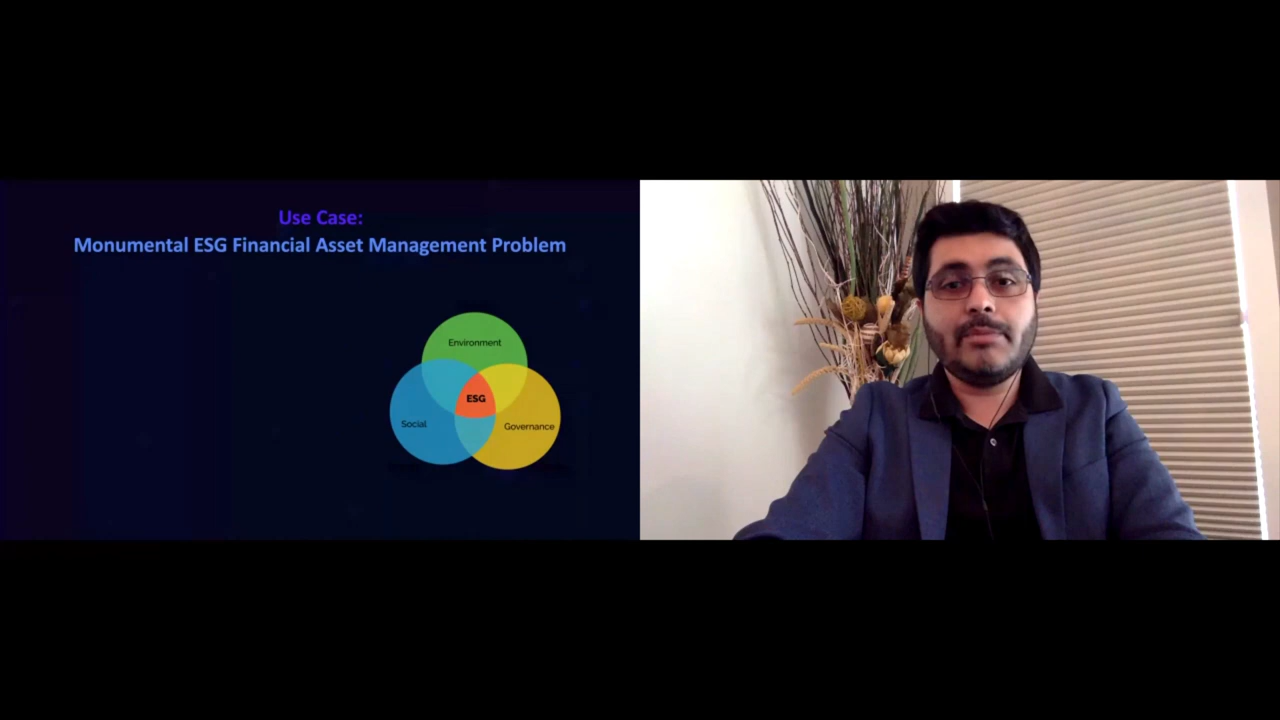 Use Case:
Monumental ESG Financial Asset Management Problem
Environment
ESG
Social
Governance